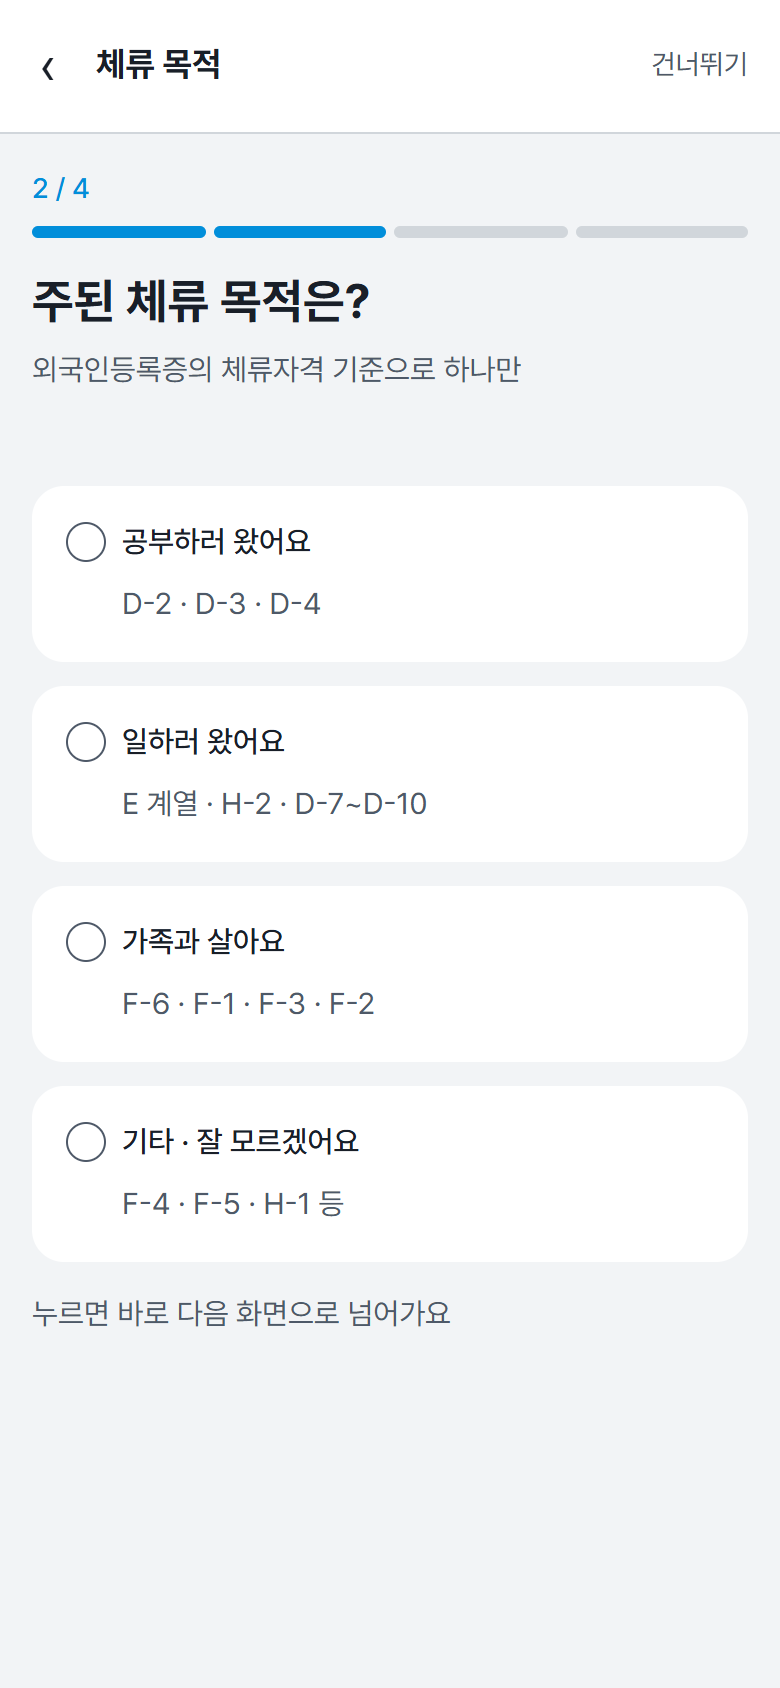 ‹ 체류 목적 건너뛰기
2 / 4
주된 체류 목적은?
외국인등록증의 체류자격 기준으로 하나만
공부하러 왔어요
D-2 · D-3 · D-4
일하러 왔어요
E 계열 · H-2 · D-7~D-10
가족과 살아요
F-6 · F-1 · F-3 · F-2
기타 · 잘 모르겠어요
F-4 · F-5 · H-1 등
누르면 바로 다음 화면으로 넘어가요